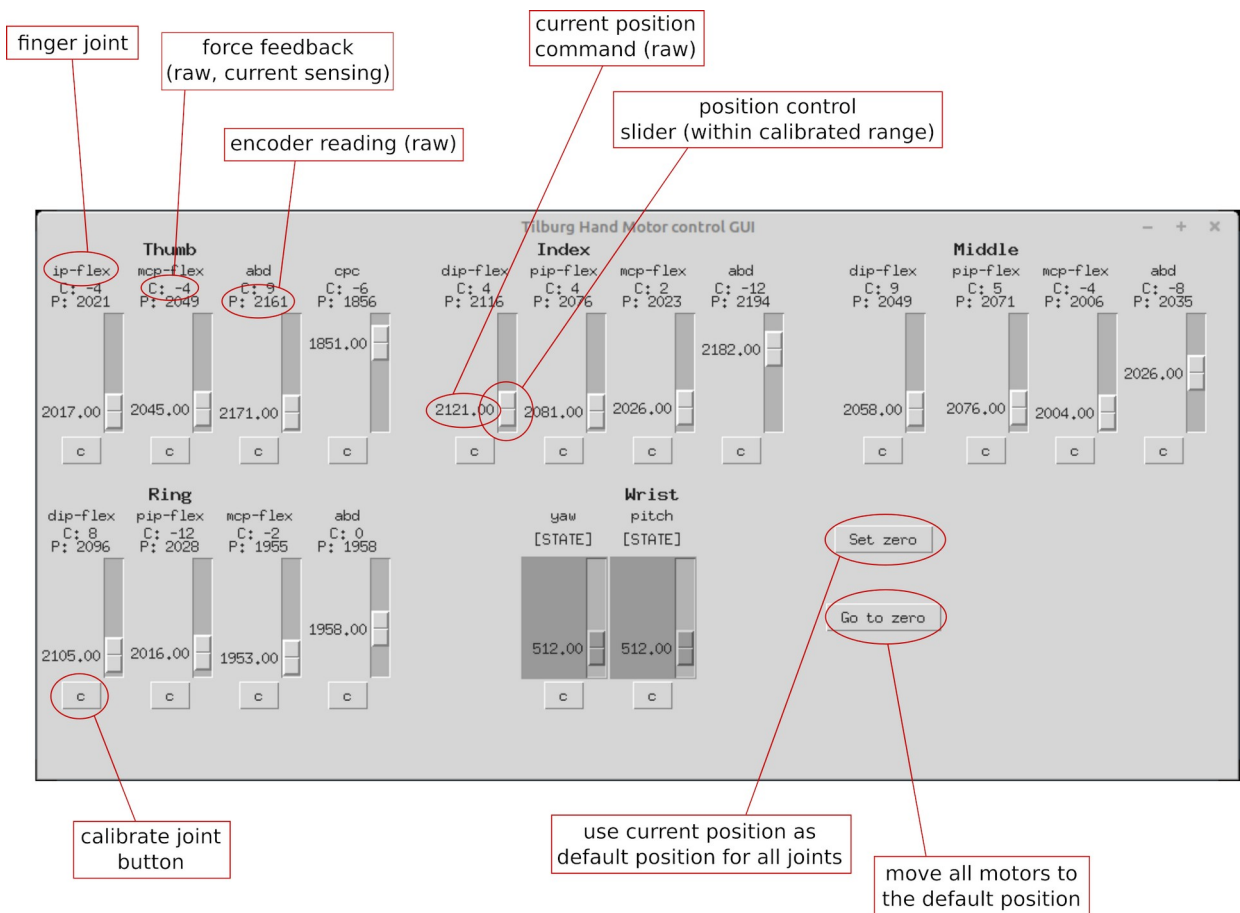 finger joint
force feedback
(raw, current sensing)
encoder reading (raw)
current position
command (raw)
position control
slider (within calibrated range)
Tilburg Hand Motor control GUI
Thumb
ip-flex mcp-flex abd cpc
C: -4 C: -4 C: 9 C: -6
P: 2021 P: 2049 P: 2161 P: 1856
1851.00
2017.00 2045.00 2171.00
c c c
Index
dip-flex pip-flex mcp-flex abd
C: 4 C: 4 C: 2 C: -12
P: 2116 P: 2076 P: 2023 P: 2194
2182.00
2121.00 2081.00 2026.00
c c c c
Middle
dip-flex pip-flex mcp-flex abd
C: 9 C: 5 C: -4 C: -8
P: 2049 P: 2071 P: 2006 P: 2035
2026.00
2058.00 2076.00 2004.00
c c c c
Ring
dip-flex pip-flex mcp-flex abd
C: 8 C: -12 C: -2 C: 0
P: 2096 P: 2028 P: 1955 P: 1958
1958.00
2105.00 2016.00 1953.00
c c c c
Wrist
yaw pitch
[STATE] [STATE]
512.00 512.00
c c
Set zero
Go to zero
calibrate joint
button
use current position as
default position for all joints
move all motors to
the default position